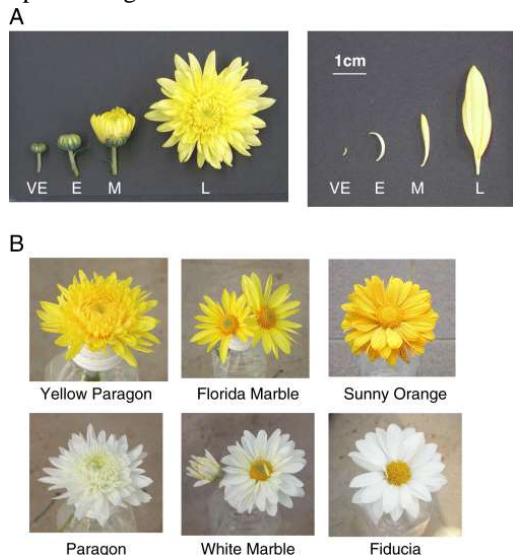 A
1cm
VE E M L
VE E M L
B
Yellow Paragon Florida Marble Sunny Orange
Paragon White Marble Fiducia